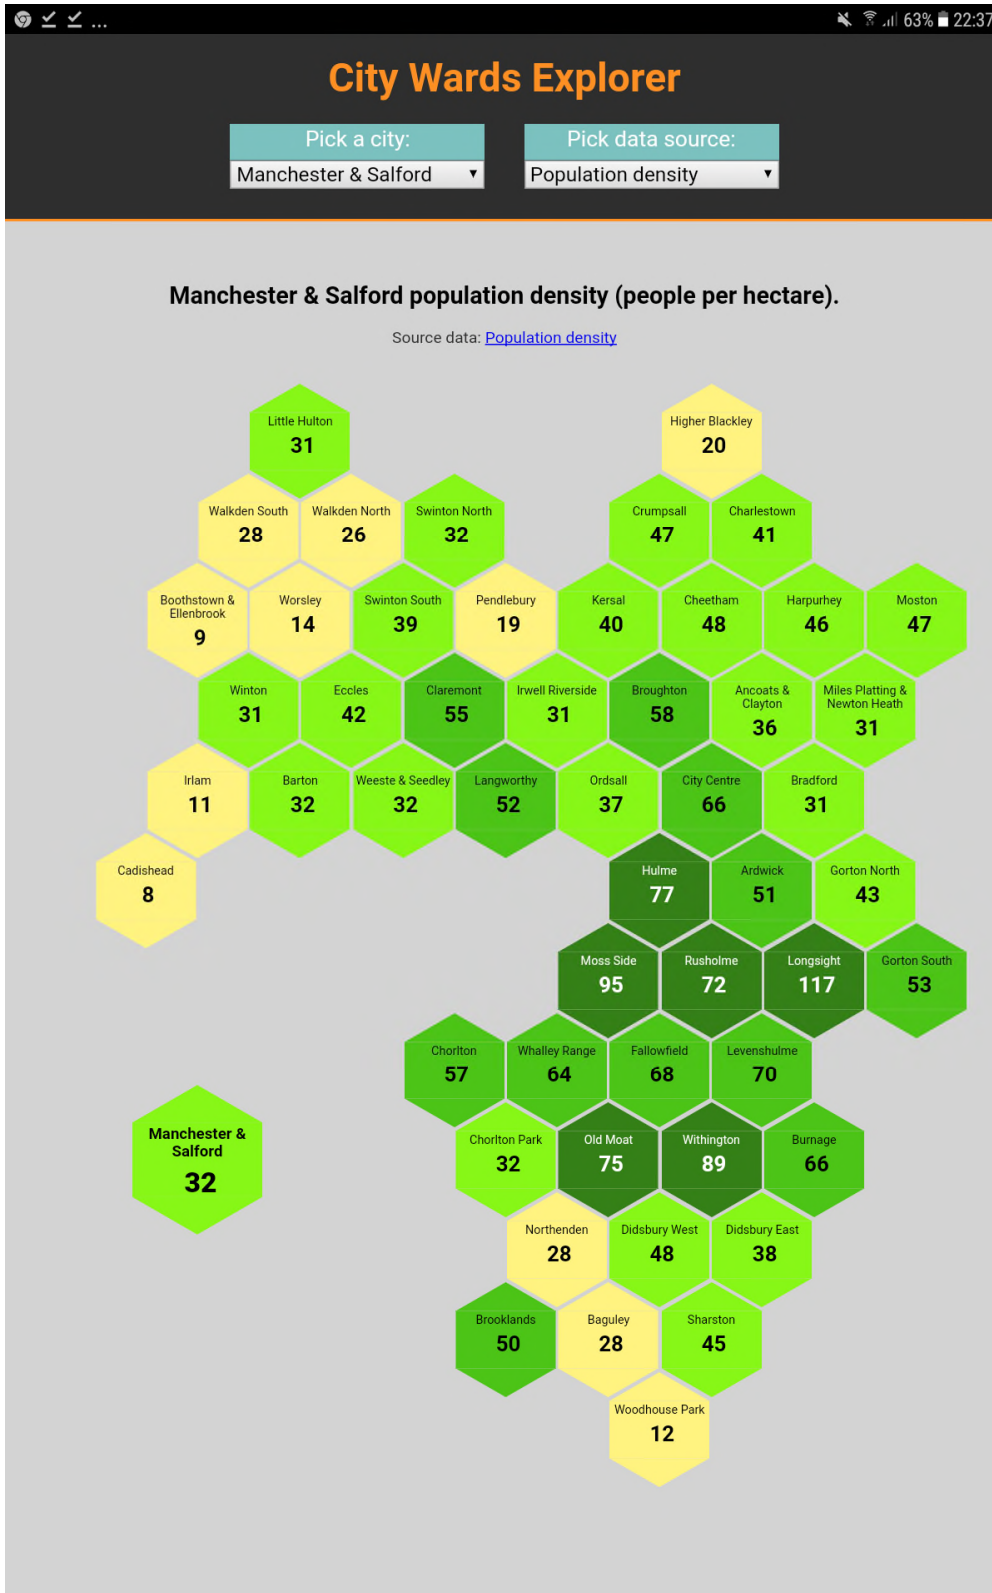 ... 63% 22:37
City Wards Explorer
Pick a city:
Pick data source:
Manchester & Salford
Population density
Manchester & Salford population density (people per hectare).
Source data: Population density
Little Hulton
31
Higher Blackley
20
Walkden South
28
Walkden North
26
Swinton North
32
Crumpsall
47
Charlestown
41
Boothstown &
Ellenbrook
9
Worsley
14
Swinton South
39
Pendlebury
19
Kersal
40
Cheetham
48
Harpurhey
46
Moston
47
Winton
31
Eccles
42
Claremont
55
Irwell Riverside
31
Broughton
58
Ancoats &
Clayton
36
Miles Platting &
Newton Heath
31
Irlam
11
Barton
32
Weeste & Seedley
32
Langworthy
52
Ordsall
37
City Centre
66
Bradford
31
Cadishead
8
Hulme
77
Ardwick
51
Gorton North
43
Moss Side
95
Rusholme
72
Longsight
117
Gorton South
53
Chorlton
57
Whalley Range
64
Fallowfield
68
Levenshulme
70
Manchester &
Salford
32
Chorlton Park
32
Old Moat
75
Withington
89
Burnage
66
Northenden
28
Didsbury West
48
Didsbury East
38
Brooklands
50
Baguley
28
Sharston
45
Woodhouse Park
12